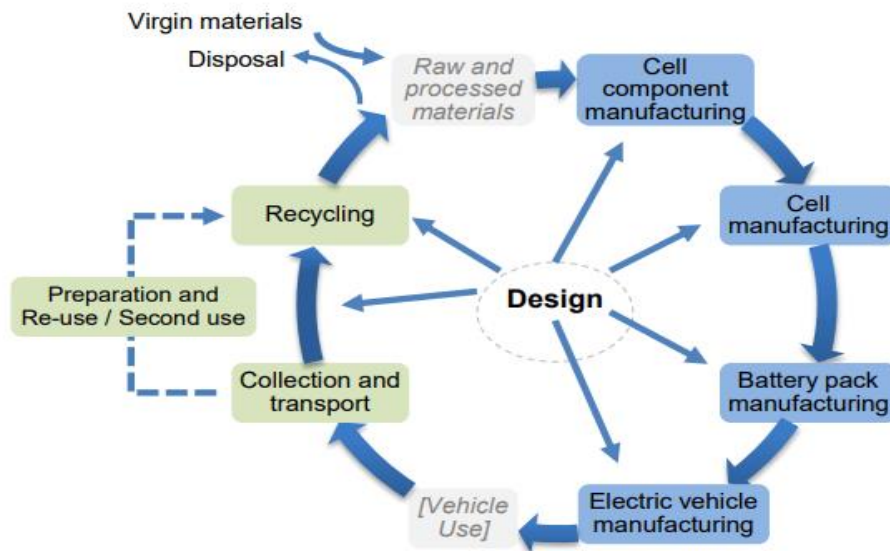 Virgin materials
Disposal
Raw and
processed
materials
Cell
component
manufacturing
Recycling
Cell
manufacturing
Preparation and
Re-use / Second use
Design
Collection and
transport
Battery pack
manufacturing
[Vehicle
Use]
Electric vehicle
manufacturing